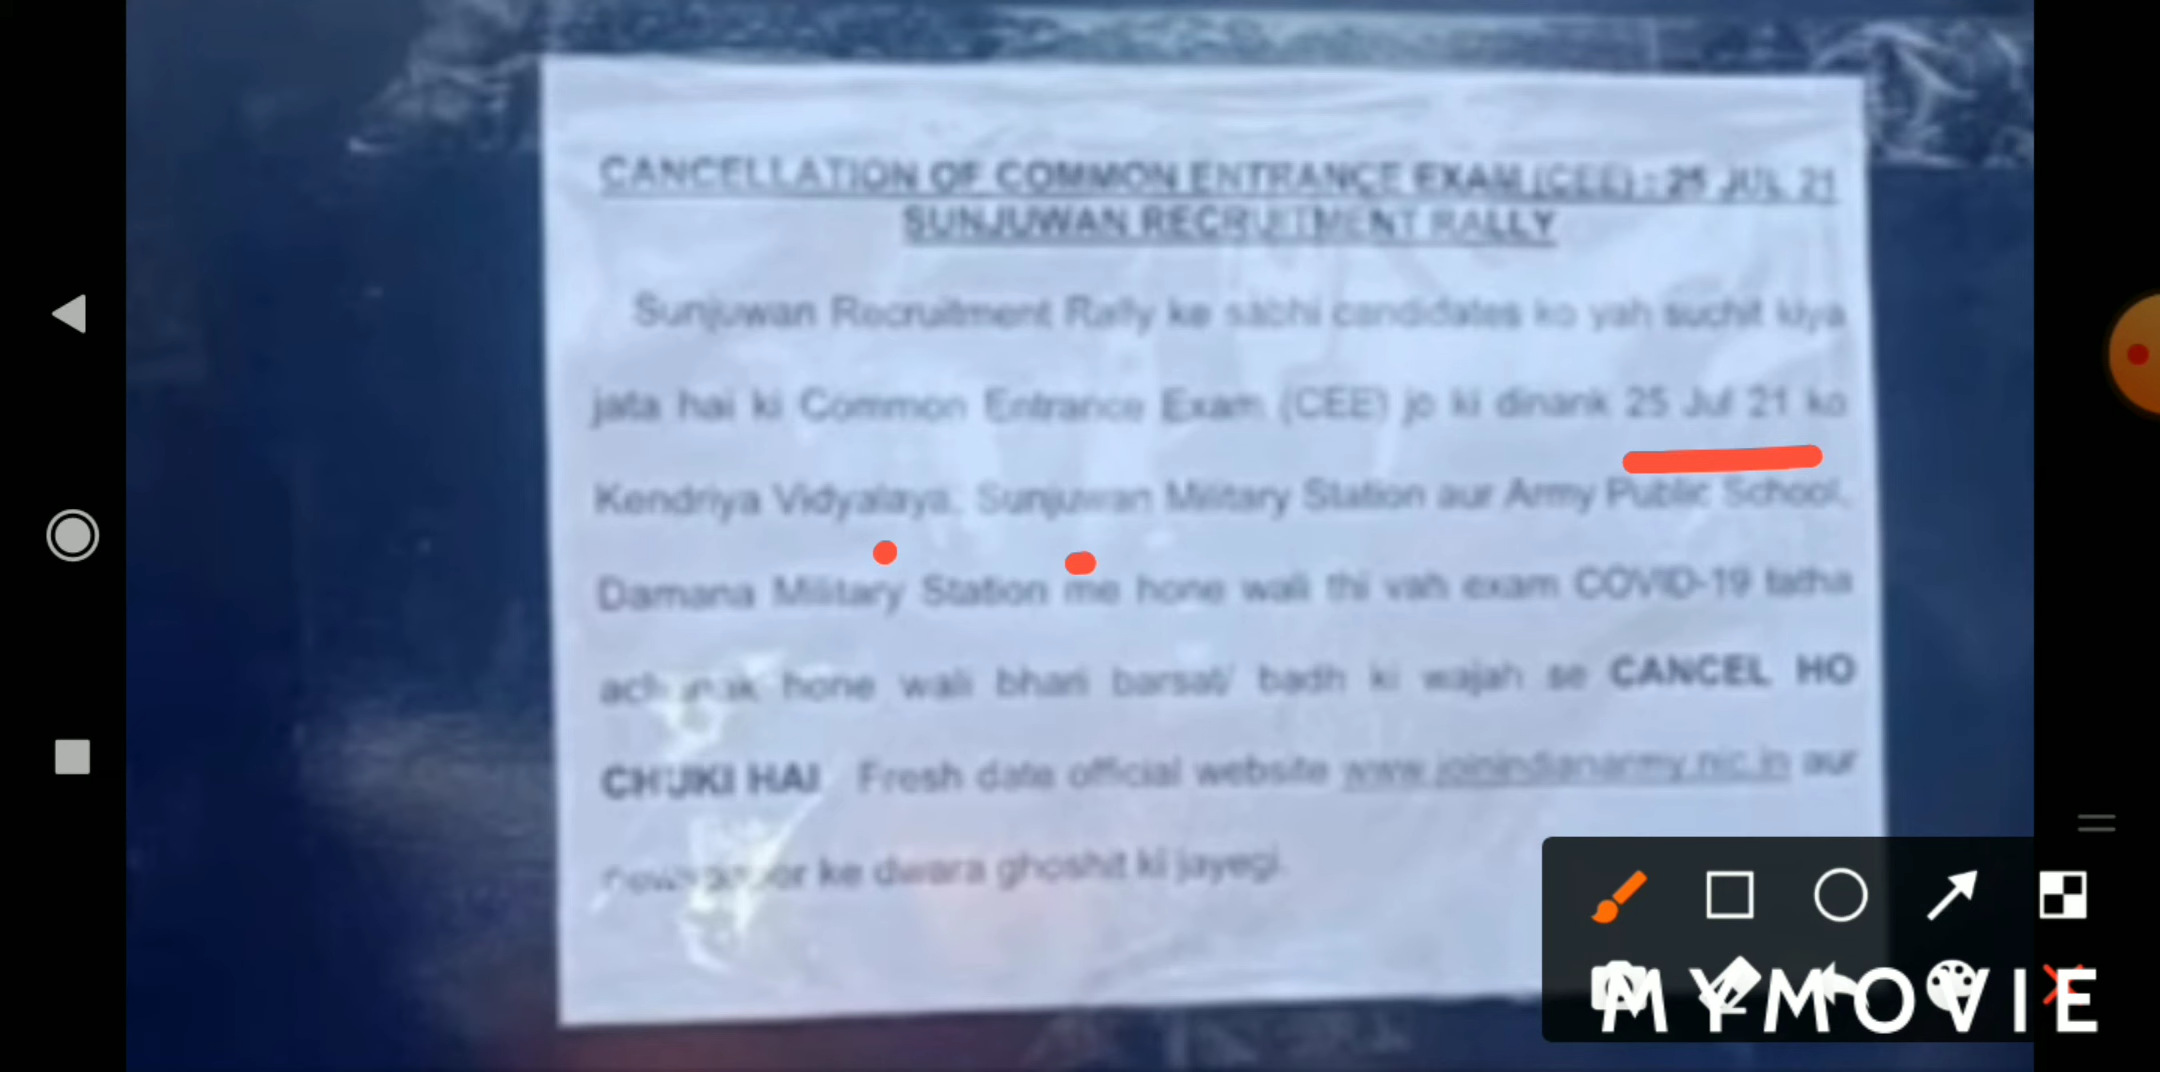 CANCELLATION OF COMMON ENTRANCE EXAM (CEE) : 25 JUL 21
SUNJUWAN RECRUITMENT RALLY
Sunjuwan Recruitment Rally ke sabhi candidates ko yah suchit kiya
jata hai ki Common Entrance Exam (CEE) jo ki dinank 25 Jul 21 ko
Kendriya Vidyalaya, Sunjuwan Military Station aur Army Public School,
Damana Military Station me hone wali thi vah exam COVID-19 tatha
hone wali bhari barsat/ badh ki wajah se CANCEL HO
CHUKI HAI Fresh date official website www.joinindianarmy.nic.in aur
ke dwara ghoshit ki jayegi.
MYMOVIE